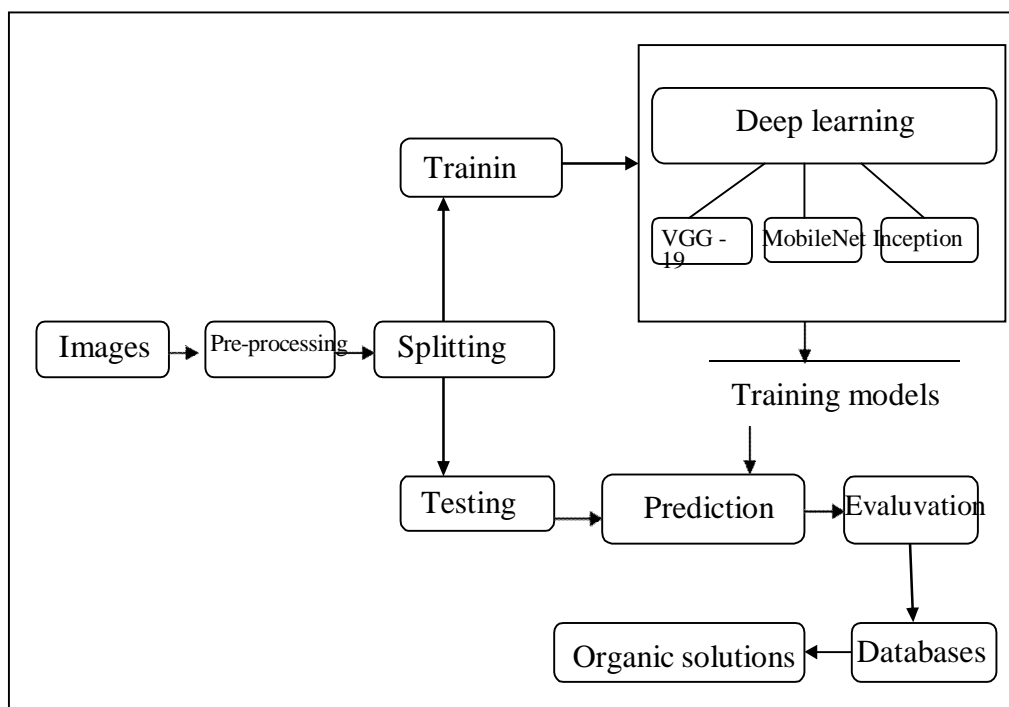 Deep learning
Trainin
VGG -
19
MobileNet
Inception
Images
Pre-processing
Splitting
Training models
Testing
Prediction
Evaluvation
Organic solutions
Databases